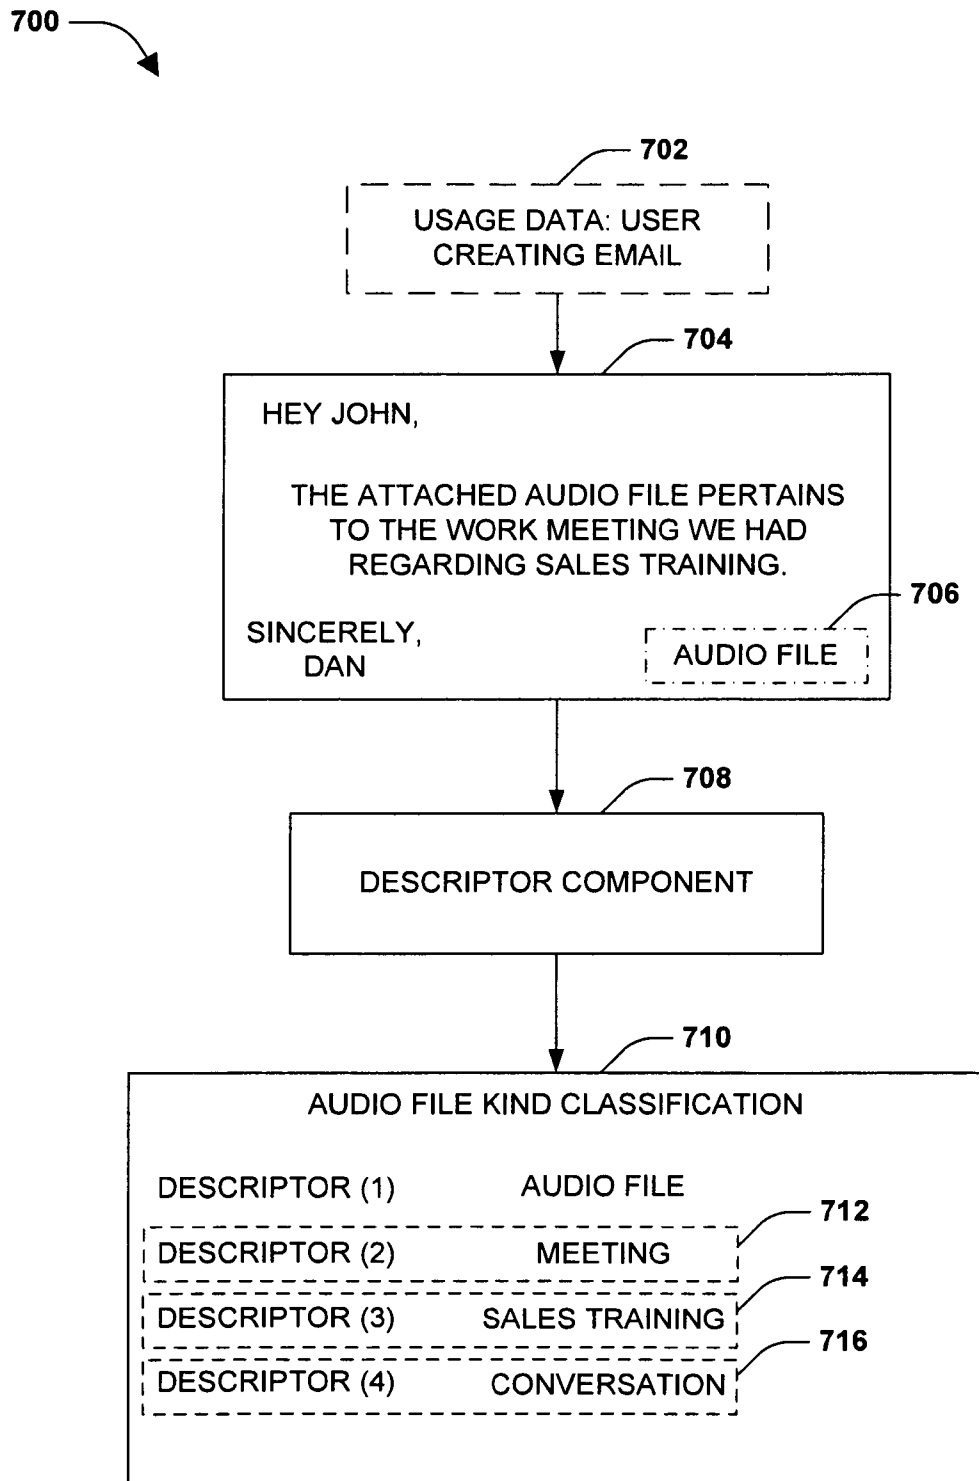 700
702
USAGE DATA: USER
CREATING EMAIL
704
HEY JOHN,
THE ATTACHED AUDIO FILE PERTAINS
TO THE WORK MEETING WE HAD
REGARDING SALES TRAINING.
706
SINCERELY,
DAN
AUDIO FILE
708
DESCRIPTOR COMPONENT
710
AUDIO FILE KIND CLASSIFICATION
DESCRIPTOR (1) AUDIO FILE
712
DESCRIPTOR (2) MEETING
714
DESCRIPTOR (3) SALES TRAINING
716
DESCRIPTOR (4) CONVERSATION